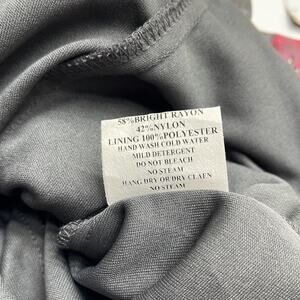 58%BRIGHT RAYON
42%NYLON
LINING 100%POLYESTER
HAND WASH COLD WATER
MILD DETERGENT
DO NOT BLEACH
NO STEAM
HANG DRY OR DRY CLAEN
NO STEAM